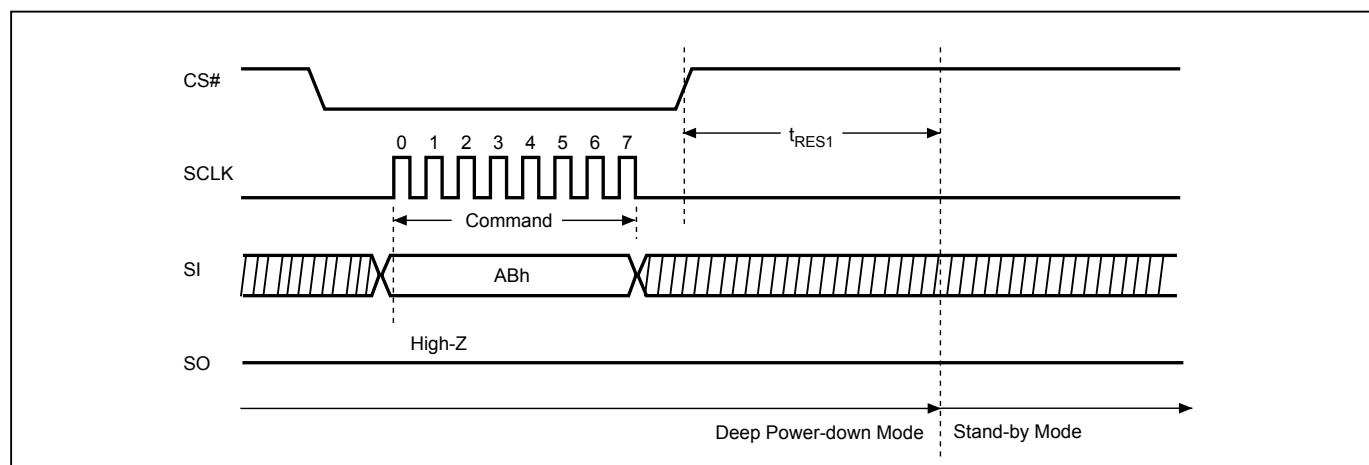 CS#
tRES1
0 1 2 3 4 5 6 7
SCLK
Command
SI
ABh
High-Z
SO
Deep Power-down Mode Stand-by Mode